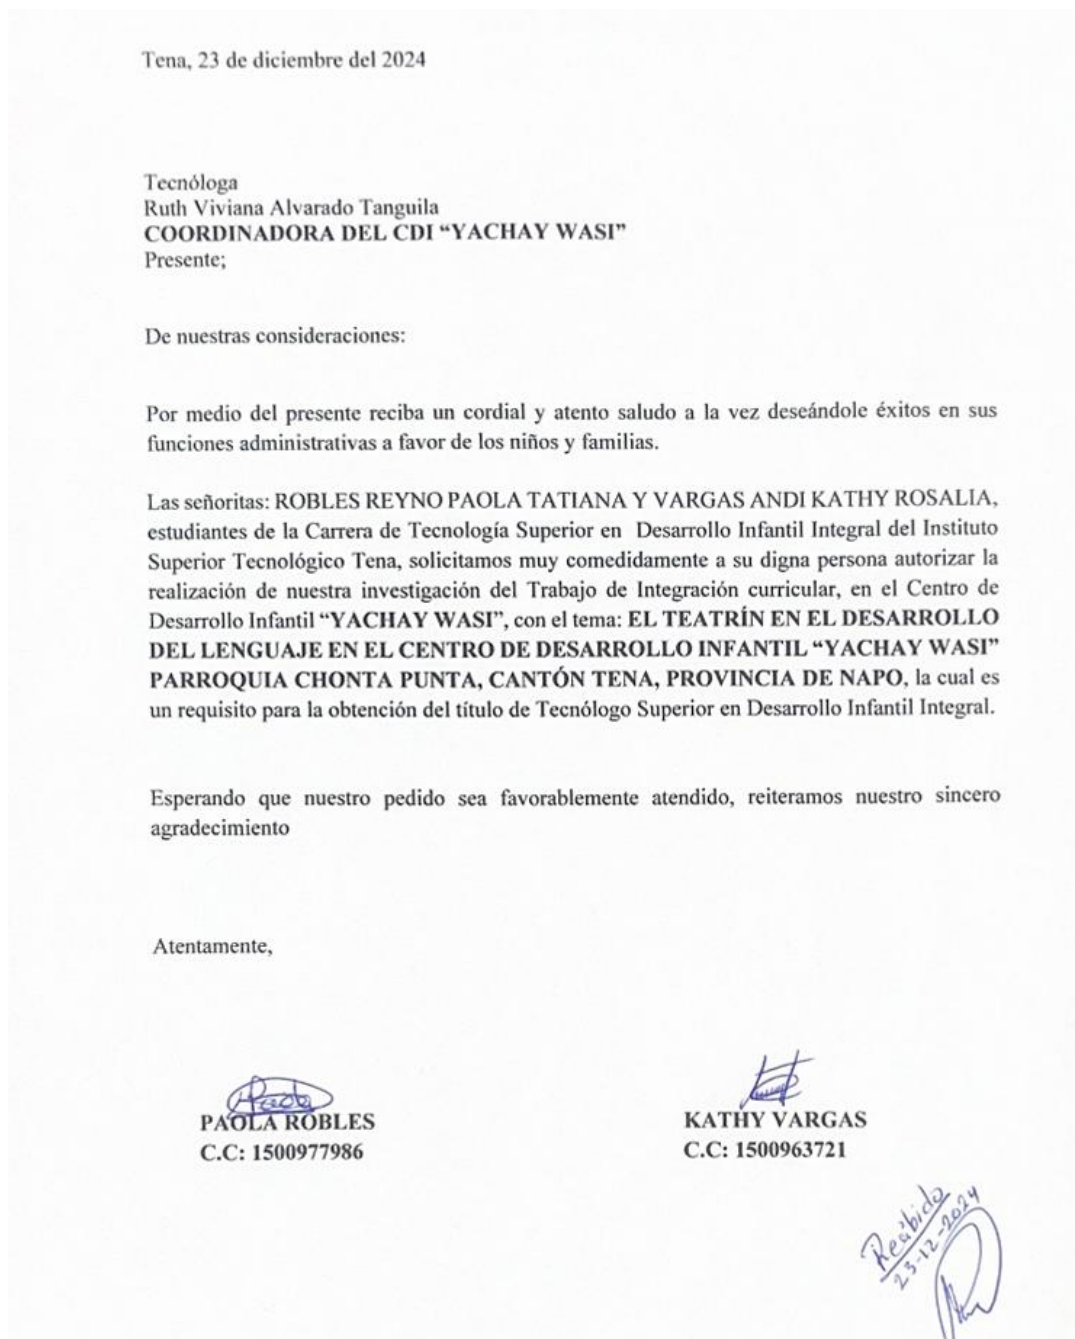 Tena, 23 de diciembre del 2024
Tecnóloga
Ruth Viviana Alvarado Tanguila
COORDINADORA DEL CDI “YACHAY WASI”
Presente;
De nuestras consideraciones:
Por medio del presente reciba un cordial y atento saludo a la vez deseándole éxitos en sus
funciones administrativas a favor de los niños y familias.
Las señoritas: ROBLES REYNO PAOLA TATIANA Y VARGAS ANDI KATHY ROSALIA,
estudiantes de la Carrera de Tecnología Superior en Desarrollo Infantil Integral del Instituto
Superior Tecnológico Tena, solicitamos muy comedidamente a su digna persona autorizar la
realización de nuestra investigación del Trabajo de Integración curricular, en el Centro de
Desarrollo Infantil “YACHAY WASI”, con el tema: EL TEATRÍN EN EL DESARROLLO
DEL LENGUAJE EN EL CENTRO DE DESARROLLO INFANTIL “YACHAY WASI”
PARROQUIA CHONTA PUNTA, CANTÓN TENA, PROVINCIA DE NAPO, la cual es
un requisito para la obtención del título de Tecnólogo Superior en Desarrollo Infantil Integral.
Esperando que nuestro pedido sea favorablemente atendido, reiteramos nuestro sincero
agradecimiento
Atentamente,
Paola
PAOLA ROBLES
C.C: 1500977986
KATHY VARGAS
C.C: 1500963721
Recibido
23-12-2024